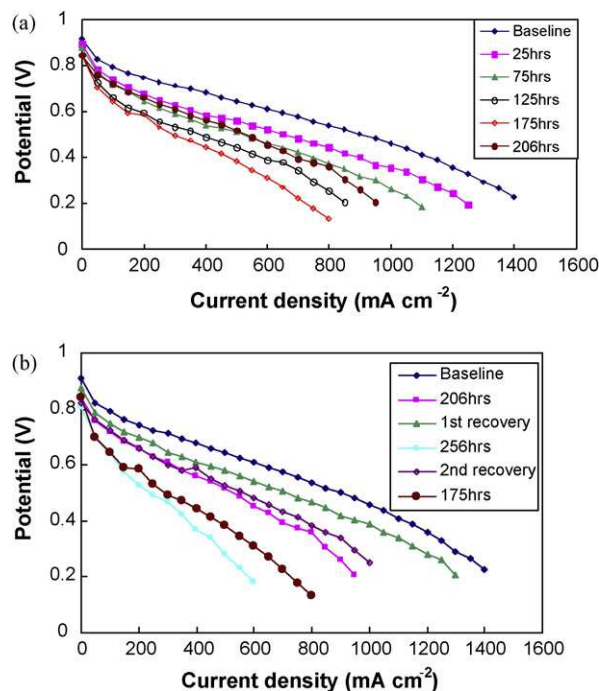 (a)
Potential (V)
1
0.8
0.6
0.4
0.2
0
0 200 400 600 800 1000 1200 1400 1600
Current density (mA cm⁻²)
Baseline
25hrs
75hrs
125hrs
175hrs
206hrs
(b)
Potential (V)
1
0.8
0.6
0.4
0.2
0
0 200 400 600 800 1000 1200 1400 1600
Current density (mA cm⁻²)
Baseline
206hrs
1st recovery
256hrs
2nd recovery
175hrs